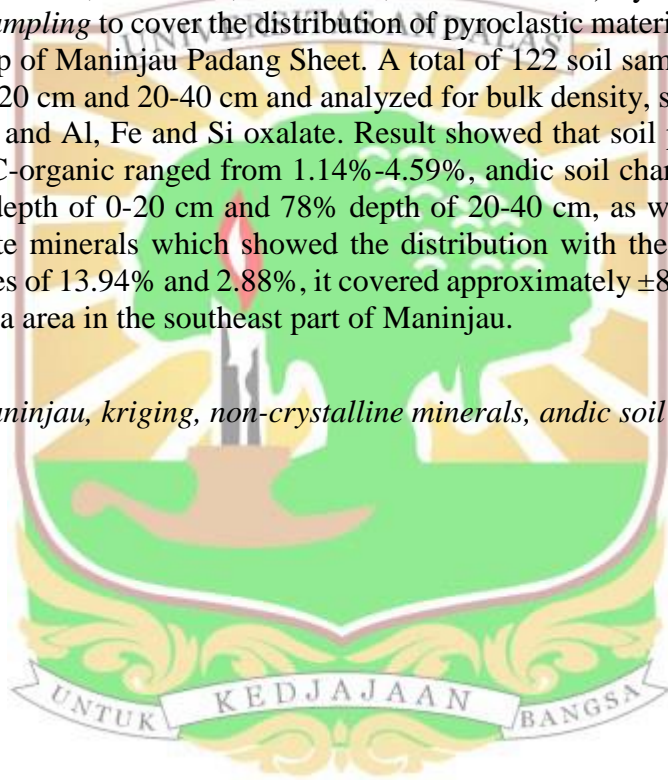 ampling to cover the distribution of pyroclastic materi
UNIVERSITAS ANDALAS
p of Maninjau Padang Sheet. A total of 122 soil sam
20 cm and 20-40 cm and analyzed for bulk density, s
and Al, Fe and Si oxalate. Result showed that soil p
C-organic ranged from 1.14%-4.59%, andic soil char
depth of 0-20 cm and 78% depth of 20-40 cm, as w
te minerals which showed the distribution with the
es of 13.94% and 2.88%, it covered approximately ±8
a area in the southeast part of Maninjau.
aninjau, kriging, non-crystalline minerals, andic soil
UNTUK KEDJAJAAN BANGSA